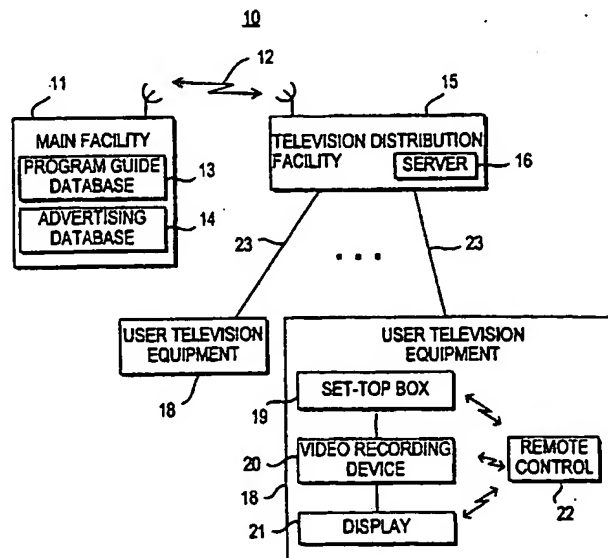 10
12
11
15
MAIN FACILITY
PROGRAM GUIDE
DATABASE
13
ADVERTISING
DATABASE
14
TELEVISION DISTRIBUTION
FACILITY
SERVER
16
23
. . .
23
USER TELEVISION
EQUIPMENT
18
USER TELEVISION
EQUIPMENT
SET-TOP BOX
19
VIDEO RECORDING
DEVICE
20
18
DISPLAY
21
REMOTE
CONTROL
22